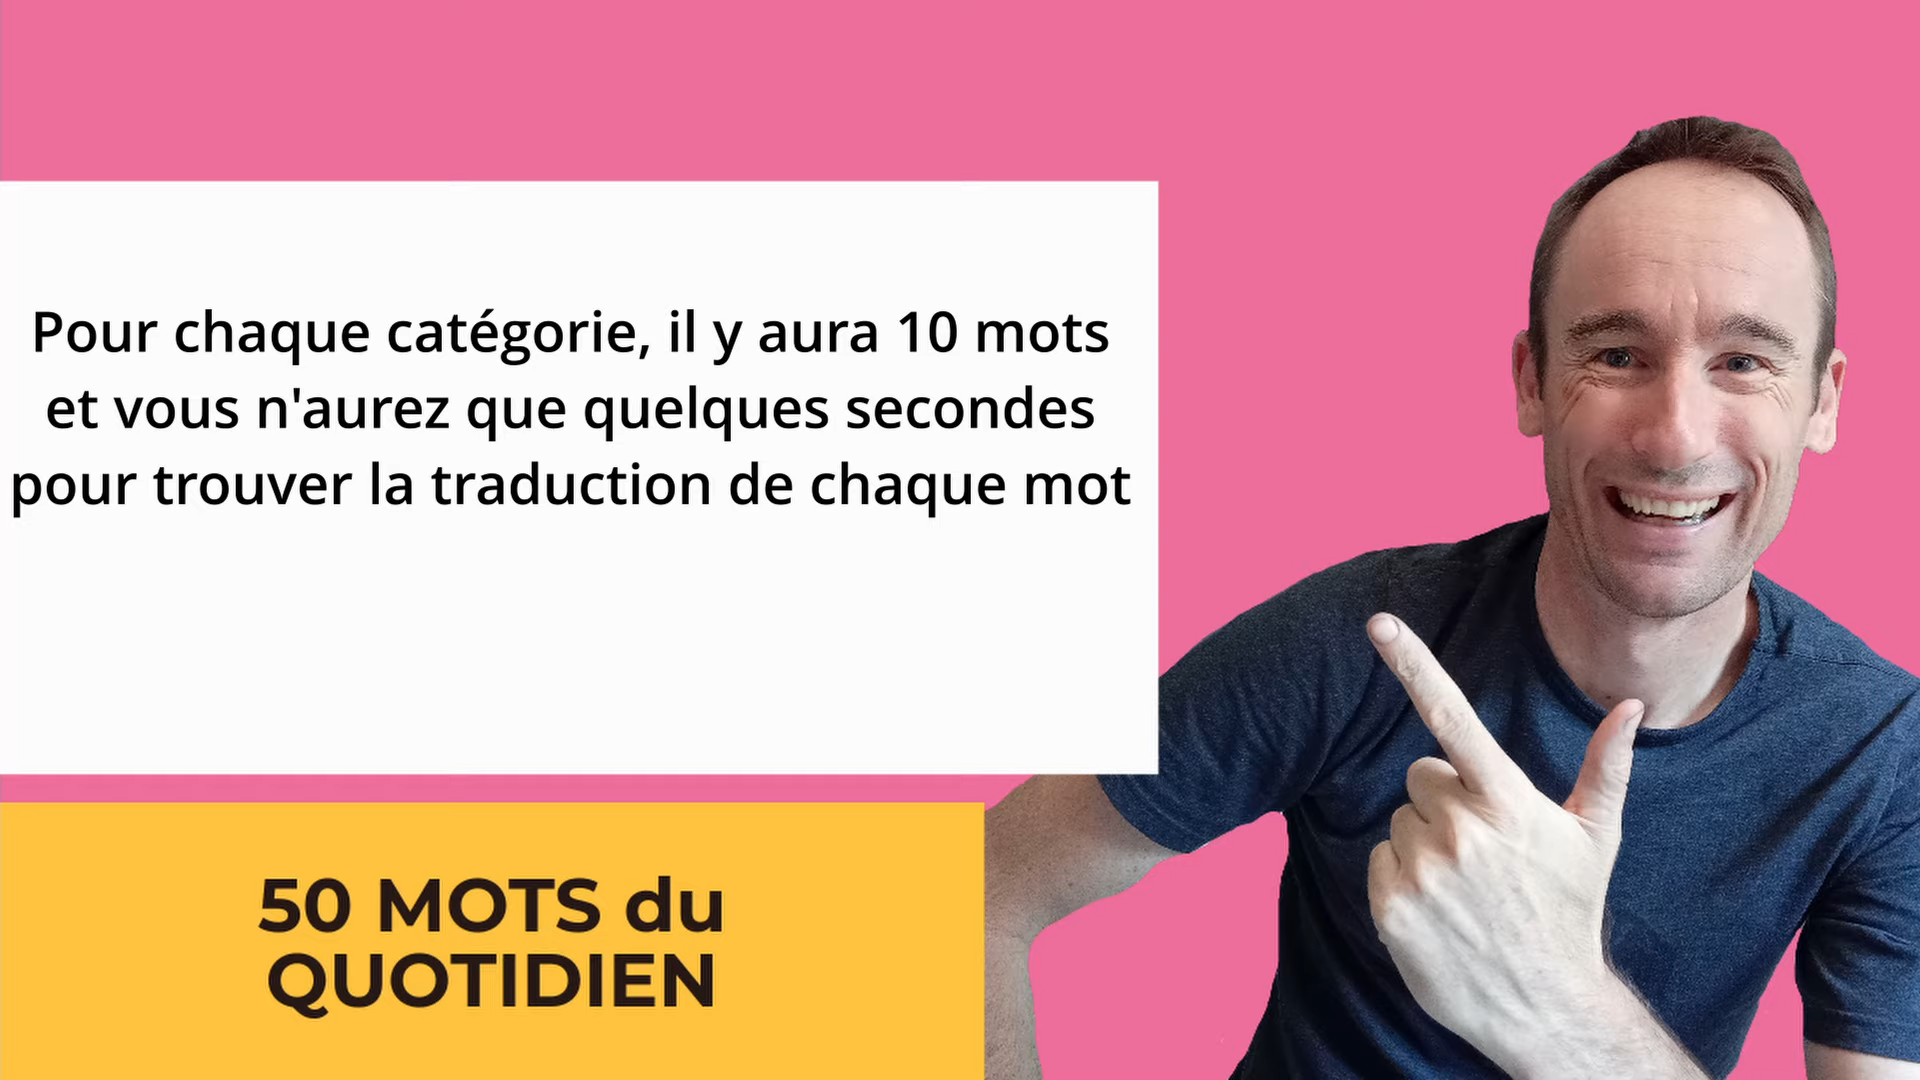 Pour chaque catégorie, il y aura 10 mots
et vous n'aurez que quelques secondes
pour trouver la traduction de chaque mot
50 MOTS du
QUOTIDIEN